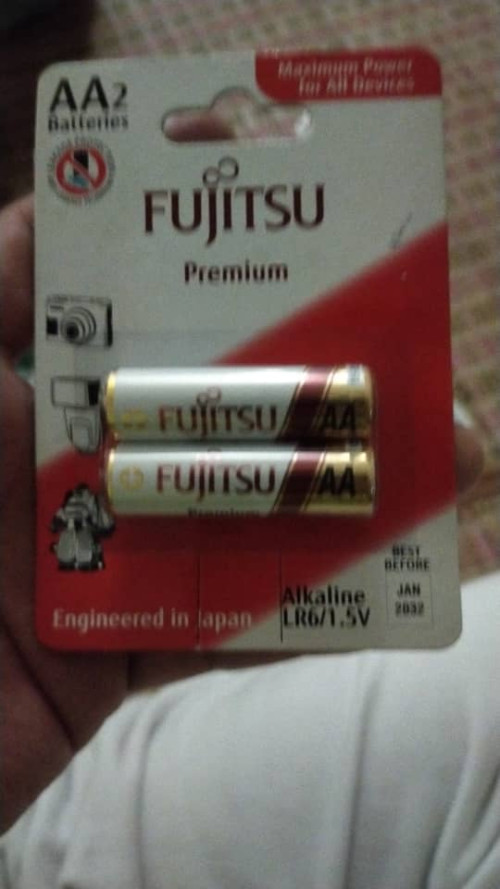 Maximum Power
for All Devices
AA2
Batteries
FUJITSU
Premium
FUJITSU AA
FUJITSU AA
Premium
BEST
BEFORE
JAN
2032
Alkaline
LR6/1.5V
Engineered in Japan